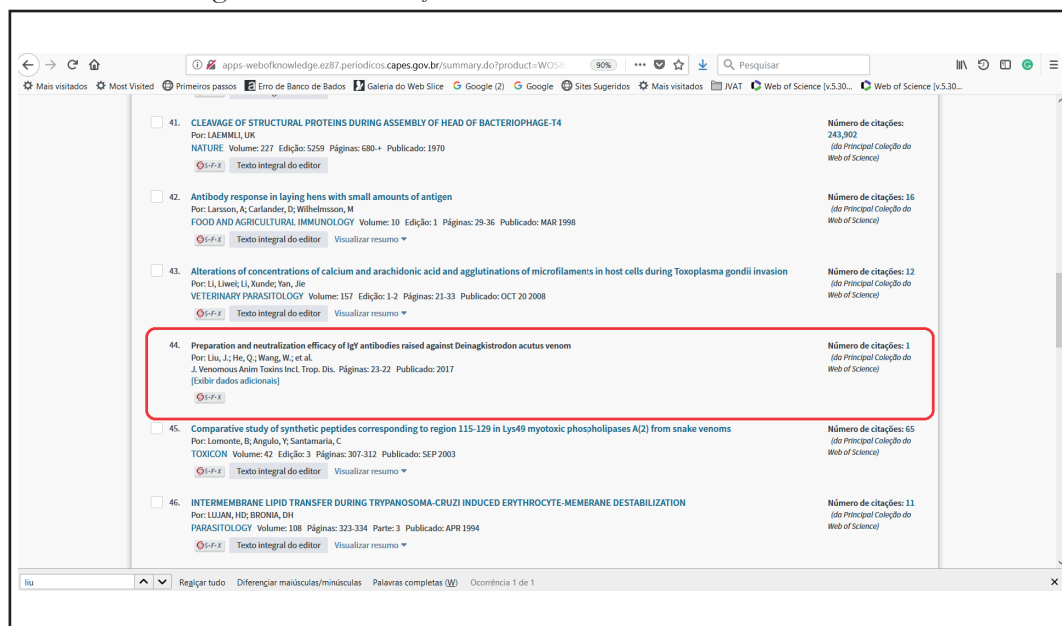 apps-webofknowledge.ez87.periodicos.capes.gov.br/summary.do?product=WOS&
90%
Pesquisar
Mais visitados Most Visited Primeiros passos Erro de Banco de Bados Galeria do Web Slice Google (2) Google Sites Sugeridos Mais visitados JVAT Web of Science [v.5.30... Web of Science [v.5.30...
41. CLEAVAGE OF STRUCTURAL PROTEINS DURING ASSEMBLY OF HEAD OF BACTERIOPHAGE-T4
Por: LAEMMLI, UK
NATURE Volume: 227 Edição: 5259 Páginas: 680-+ Publicado: 1970
S·F·X Texto integral do editor
Número de citações:
243,902
(da Principal Coleção do
Web of Science)
42. Antibody response in laying hens with small amounts of antigen
Por: Larsson, A; Carlander, D; Wilhelmsson, M
FOOD AND AGRICULTURAL IMMUNOLOGY Volume: 10 Edição: 1 Páginas: 29-36 Publicado: MAR 1998
S·F·X Texto integral do editor Visualizar resumo
Número de citações: 16
(da Principal Coleção do
Web of Science)
43. Alterations of concentrations of calcium and arachidonic acid and agglutinations of microfilaments in host cells during Toxoplasma gondii invasion
Por: Li, Liwei; Li, Xunde; Yan, Jie
VETERINARY PARASITOLOGY Volume: 157 Edição: 1-2 Páginas: 21-33 Publicado: OCT 20 2008
S·F·X Texto integral do editor Visualizar resumo
Número de citações: 12
(da Principal Coleção do
Web of Science)
44. Preparation and neutralization efficacy of IgY antibodies raised against Deinagkistrodon acutus venom
Por: Liu, J.; He, Q.; Wang, W.; et al.
J. Venomous Anim Toxins Incl. Trop. Dis. Páginas: 23-22 Publicado: 2017
[Exibir dados adicionais]
S·F·X
Número de citações: 1
(da Principal Coleção do
Web of Science)
45. Comparative study of synthetic peptides corresponding to region 115-129 in Lys49 myotoxic phospholipases A(2) from snake venoms
Por: Lomonte, B; Angulo, Y; Santamaria, C
TOXICON Volume: 42 Edição: 3 Páginas: 307-312 Publicado: SEP 2003
S·F·X Texto integral do editor Visualizar resumo
Número de citações: 65
(da Principal Coleção do
Web of Science)
46. INTERMEMBRANE LIPID TRANSFER DURING TRYPANOSOMA-CRUZI INDUCED ERYTHROCYTE-MEMBRANE DESTABILIZATION
Por: LUJAN, HD; BRONIA, DH
PARASITOLOGY Volume: 108 Páginas: 323-334 Parte: 3 Publicado: APR 1994
S·F·X Texto integral do editor Visualizar resumo
Número de citações: 11
(da Principal Coleção do
Web of Science)
liu Realçar tudo Diferençiar maiúsculas/minúsculas Palavras completas (W) Ocorrência 1 de 1